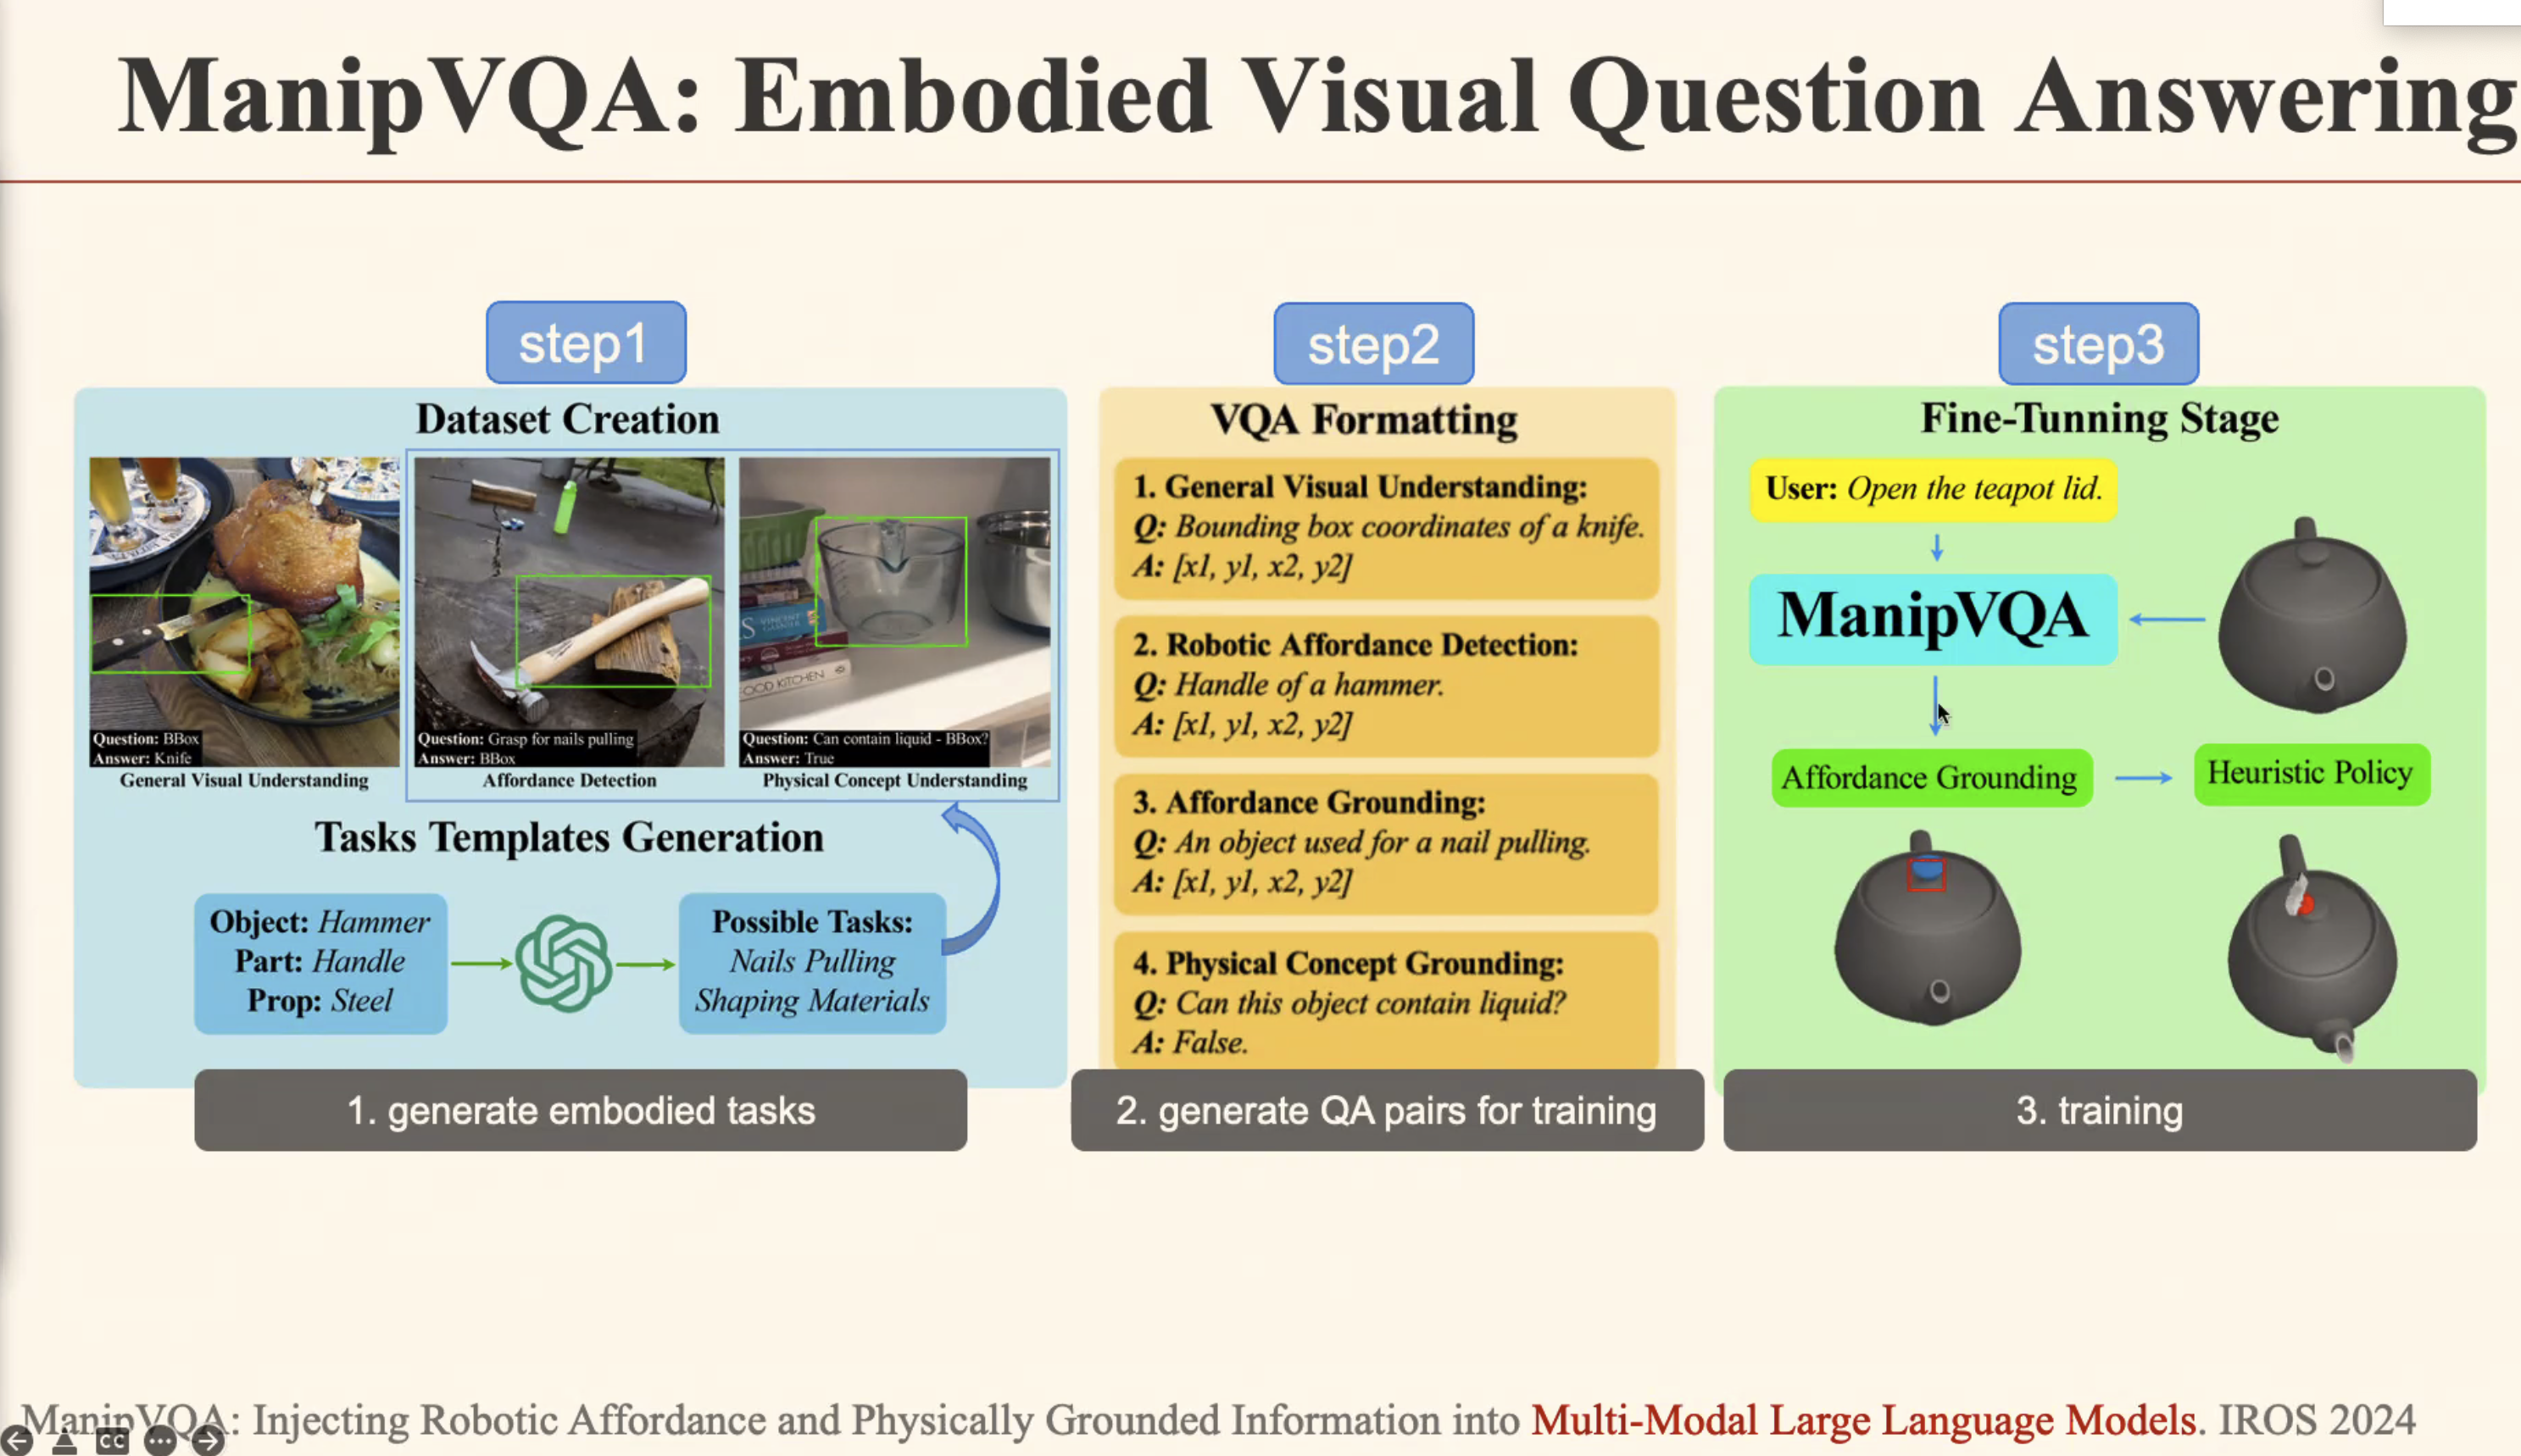 ManipVQA: Embodied Visual Question Answering
step1
Dataset Creation
Question: BBox
Answer: Knife
General Visual Understanding
Question: Grasp for nails pulling
Answer: BBox
Affordance Detection
FOOD KITCHEN
Question: Can contain liquid - BBox?
Answer: True
Physical Concept Understanding
Tasks Templates Generation
Object: Hammer
Part: Handle
Prop: Steel
Possible Tasks:
Nails Pulling
Shaping Materials
1. generate embodied tasks
step2
VQA Formatting
1. General Visual Understanding:
Q: Bounding box coordinates of a knife.
A: [x1, y1, x2, y2]
2. Robotic Affordance Detection:
Q: Handle of a hammer.
A: [x1, y1, x2, y2]
3. Affordance Grounding:
Q: An object used for a nail pulling.
A: [x1, y1, x2, y2]
4. Physical Concept Grounding:
Q: Can this object contain liquid?
A: False.
2. generate QA pairs for training
step3
Fine-Tunning Stage
User: Open the teapot lid.
ManipVQA
Affordance Grounding
Heuristic Policy
3. training
ManipVQA: Injecting Robotic Affordance and Physically Grounded Information into Multi-Modal Large Language Models. IROS 2024
CC